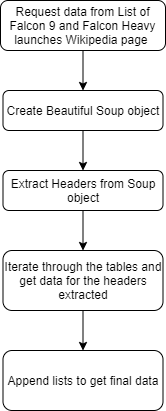 Request data from List of
Falcon 9 and Falcon Heavy
launches Wikipedia page
Create Beautiful Soup object
Extract Headers from Soup
object
Iterate through the tables and
get data for the headers
extracted
Append lists to get final data